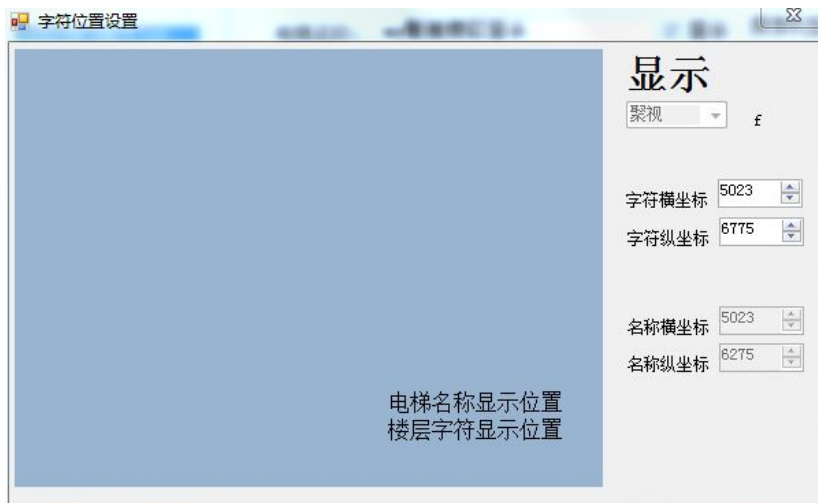 字符位置设置
显示
聚视
f
字符横坐标 5023
字符纵坐标 6775
名称横坐标 5023
名称纵坐标 6275
电梯名称显示位置
楼层字符显示位置